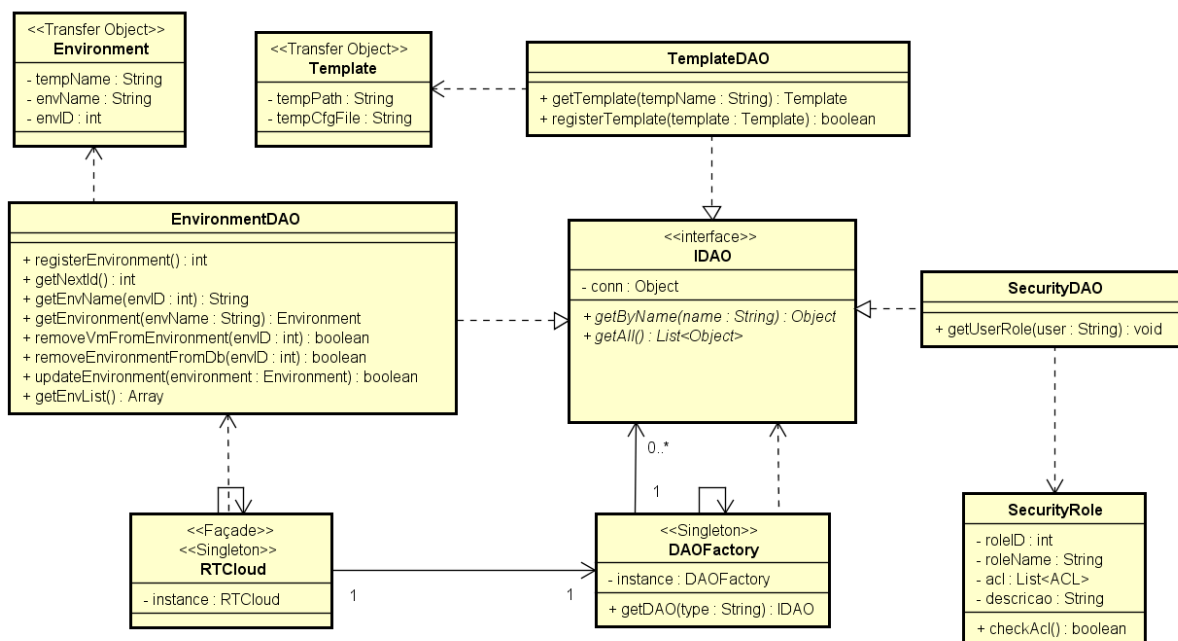 <<Transfer Object>>
Environment
- tempName : String
- envName : String
- envID : int
<<Transfer Object>>
Template
- tempPath : String
- tempCfgFile : String
TemplateDAO
+ getTemplate(tempName : String) : Template
+ registerTemplate(template : Template) : boolean
EnvironmentDAO
+ registerEnvironment() : int
+ getNextId() : int
+ getEnvName(envID : int) : String
+ getEnvironment(envName : String) : Environment
+ removeVmFromEnvironment(envID : int) : boolean
+ removeEnvironmentFromDb(envID : int) : boolean
+ updateEnvironment(environment : Environment) : boolean
+ getEnvList() : Array
<<interface>>
IDAO
- conn : Object
+ getByName(name : String) : Object
+ getAll() : List<Object>
SecurityDAO
+ getUserRole(user : String) : void
0..*
1
<<Façade>>
<<Singleton>>
RTCloud
- instance : RTCloud
1
1
<<Singleton>>
DAOFactory
- instance : DAOFactory
+ getDAO(type : String) : IDAO
SecurityRole
- roleID : int
- roleName : String
- acl : List<ACL>
- descricao : String
+ checkAcl() : boolean